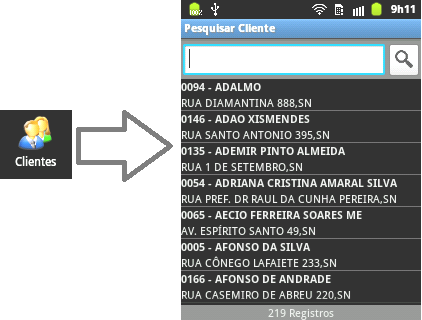 9h11
Pesquisar Cliente
0094 - ADALMO
RUA DIAMANTINA 888,SN
0146 - ADAO XISMENDES
RUA SANTO ANTONIO 395,SN
0135 - ADEMIR PINTO ALMEIDA
RUA 1 DE SETEMBRO,SN
Clientes
0054 - ADRIANA CRISTINA AMARAL SILVA
RUA PREF. DR RAUL DA CUNHA PEREIRA,SN
0065 - AECIO FERREIRA SOARES ME
AV. ESPÍRITO SANTO 49,SN
0005 - AFONSO DA SILVA
RUA CÔNEGO LAFAIETE 233,SN
0166 - AFONSO DE ANDRADE
RUA CASEMIRO DE ABREU 220,SN
219 Registros